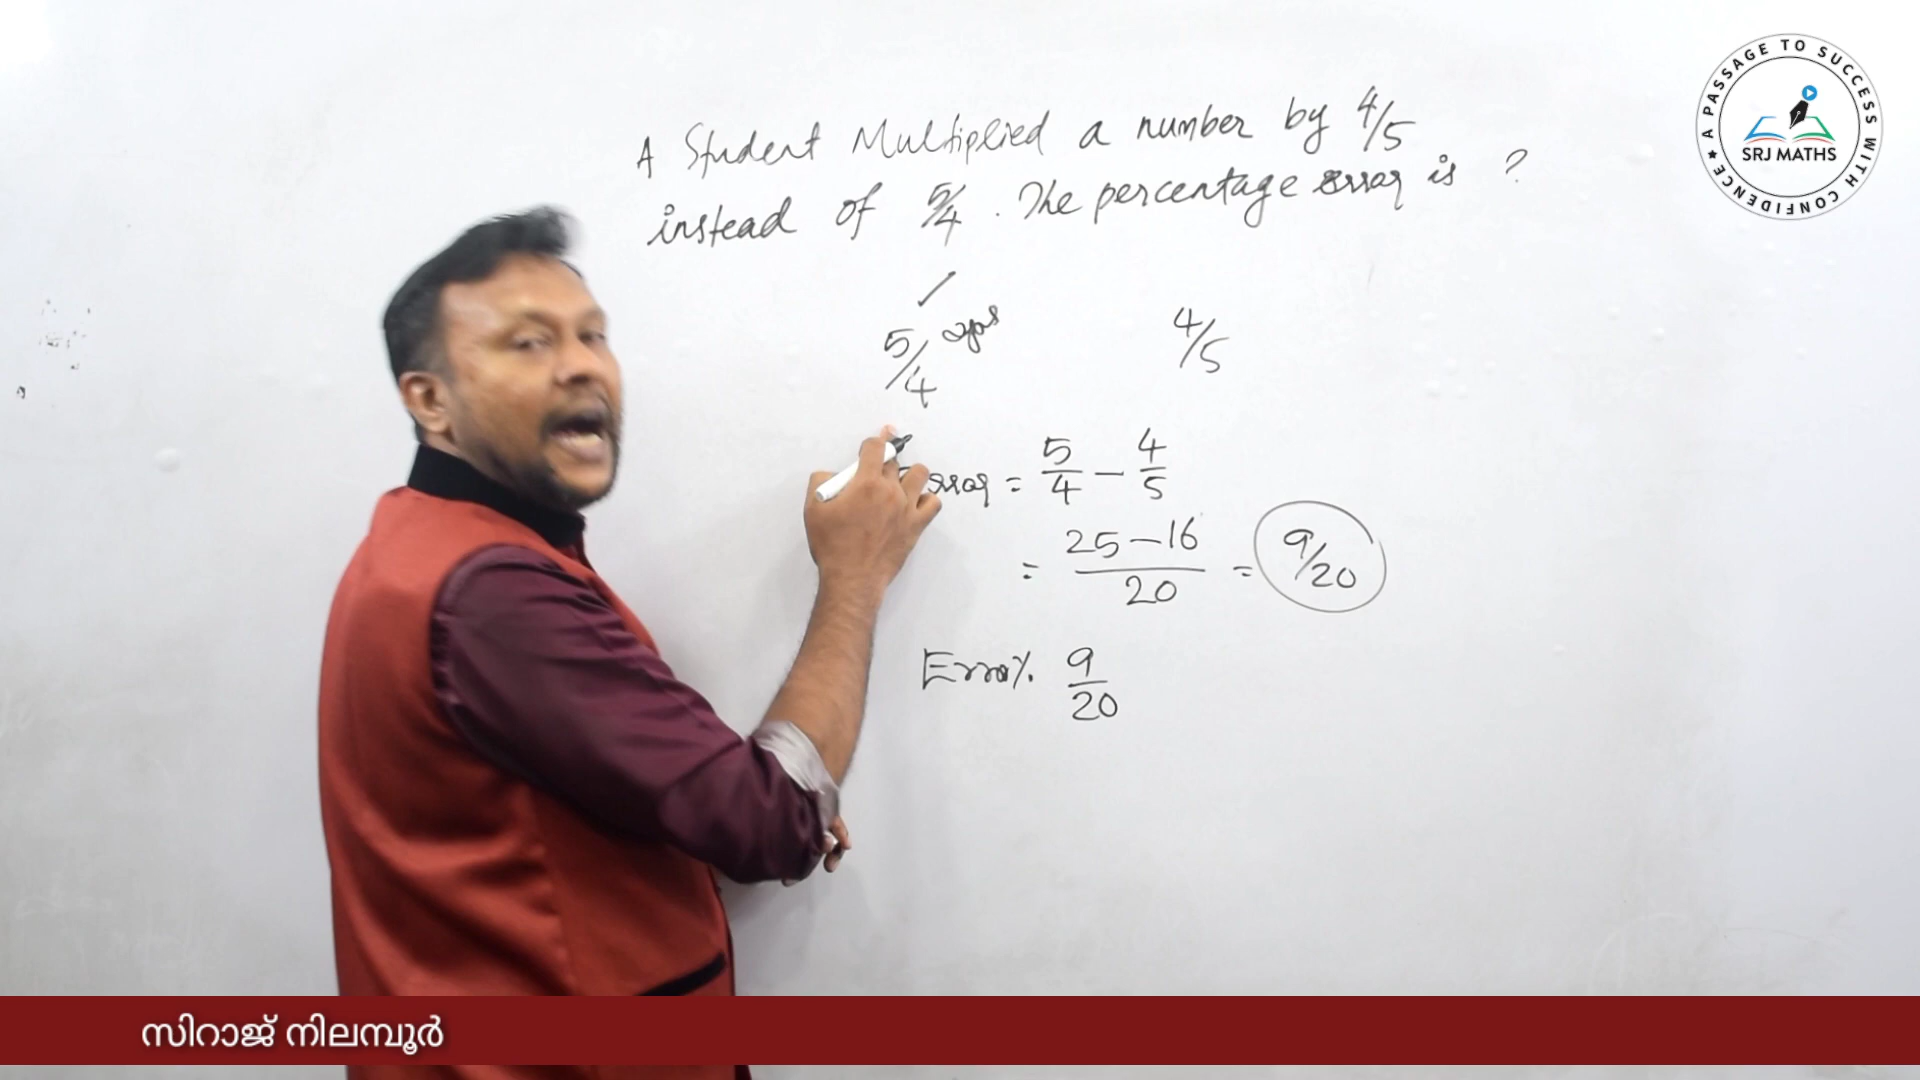 A Student Multiplied a number by 4/5
instead of 5/4. The percentage error is ?
5/4
4/5
= 5/4 - 4/5
= 25-16/20 = 9/20
Error% 9/20
A PASSAGE TO SUCCESS WITH CONFIDENCE
SRJ MATHS
സിറാജ് നിലമ്പൂർ